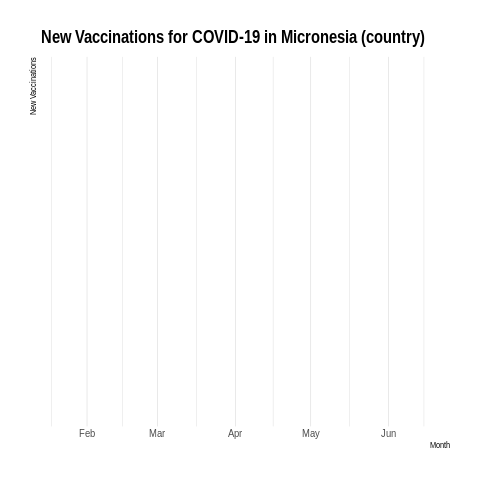 New Vaccinations for COVID-19 in Micronesia (country)
New Vaccinations
Feb Mar Apr May Jun
Month